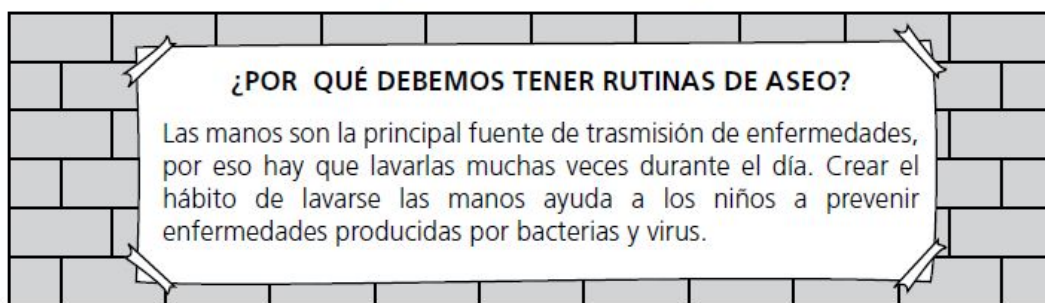 ¿POR QUÉ DEBEMOS TENER RUTINAS DE ASEO?
Las manos son la principal fuente de trasmisión de enfermedades,
por eso hay que lavarlas muchas veces durante el día. Crear el
hábito de lavarse las manos ayuda a los niños a prevenir
enfermedades producidas por bacterias y virus.